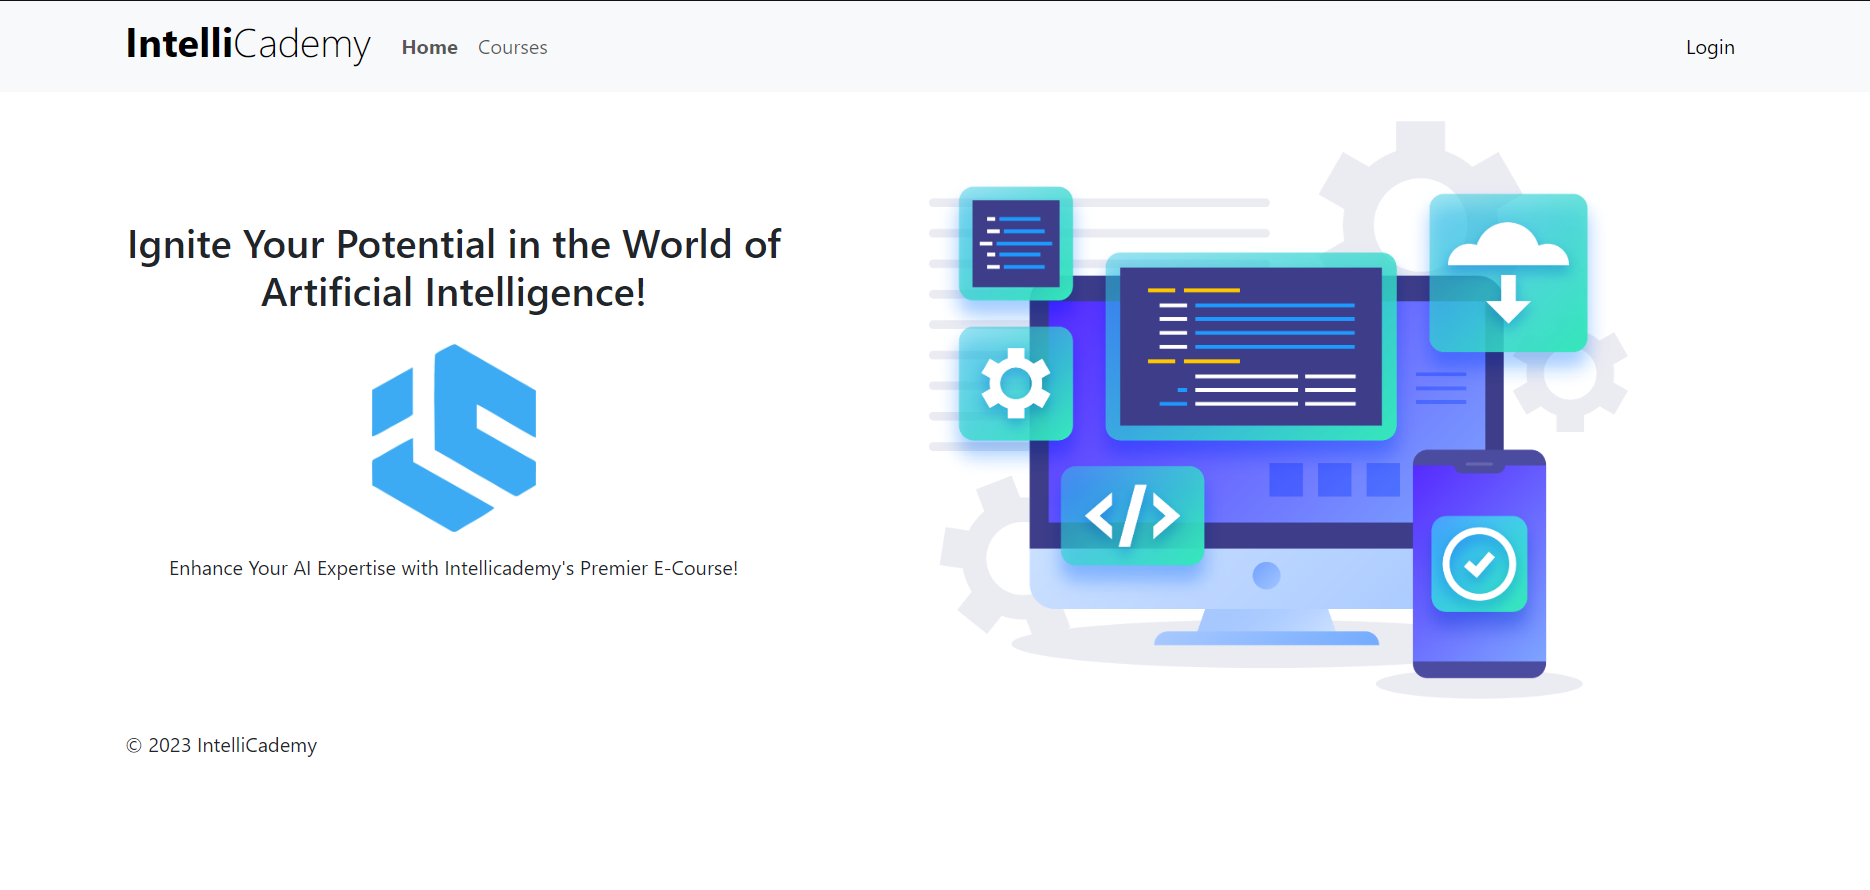 IntelliCademy Home Courses Login
Ignite Your Potential in the World of
Artificial Intelligence!
</>
Enhance Your AI Expertise with Intellicademy's Premier E-Course!
© 2023 IntelliCademy